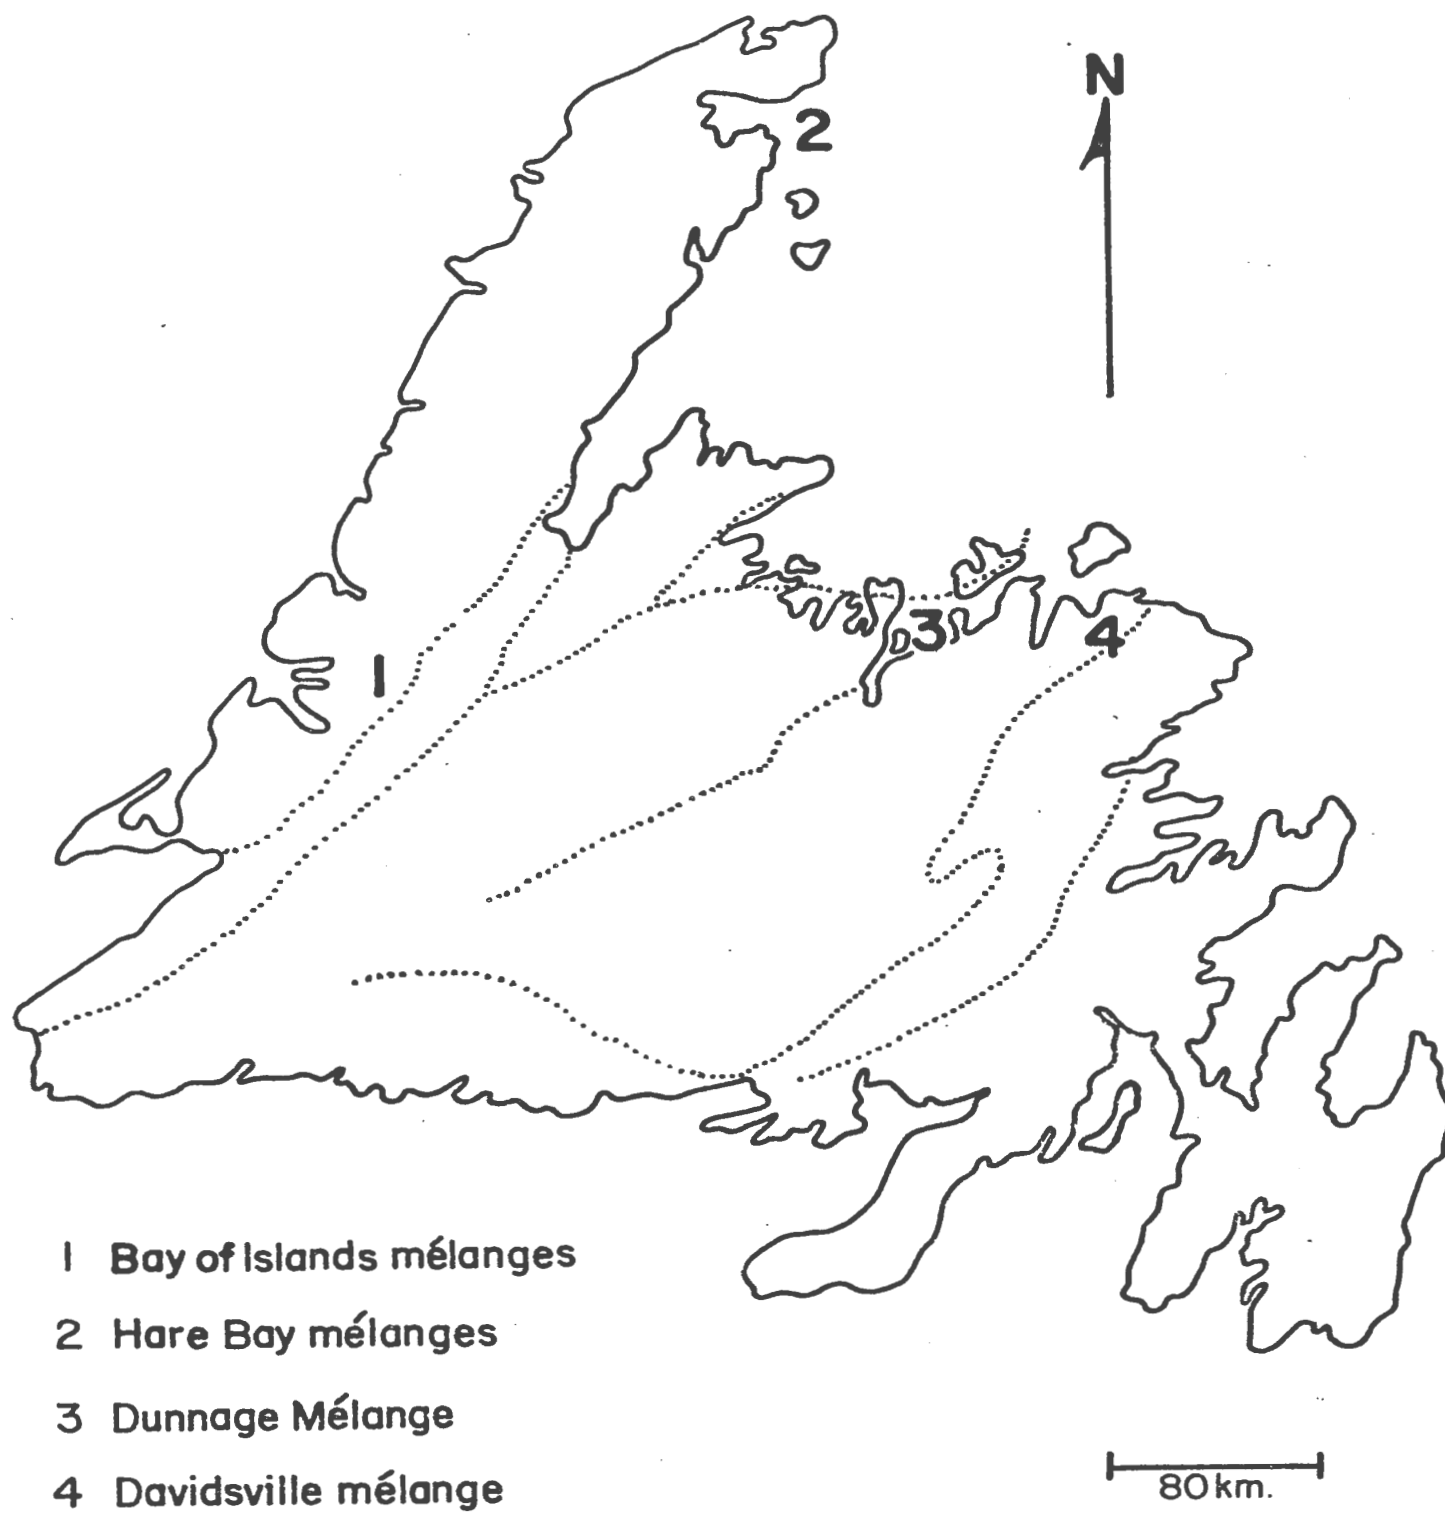 N
2
3
4
1
1 Bay of Islands mélanges
2 Hare Bay mélanges
3 Dunnage Mélange
4 Davidsville mélange
80 km.